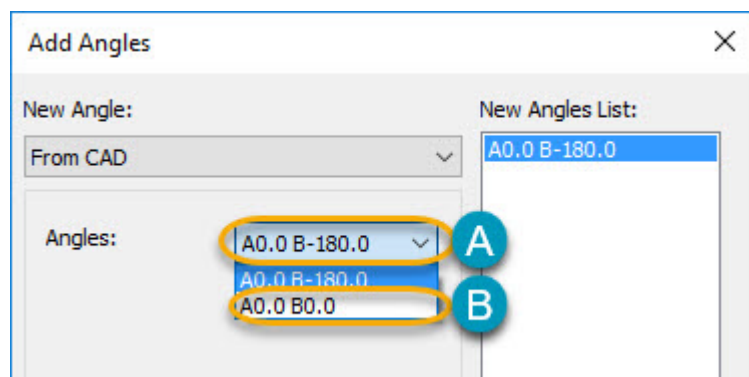 Add Angles
New Angle:
New Angles List:
From CAD
A0.0 B-180.0
Angles:
A0.0 B-180.0
A
A0.0 B-180.0
A0.0 B0.0
B